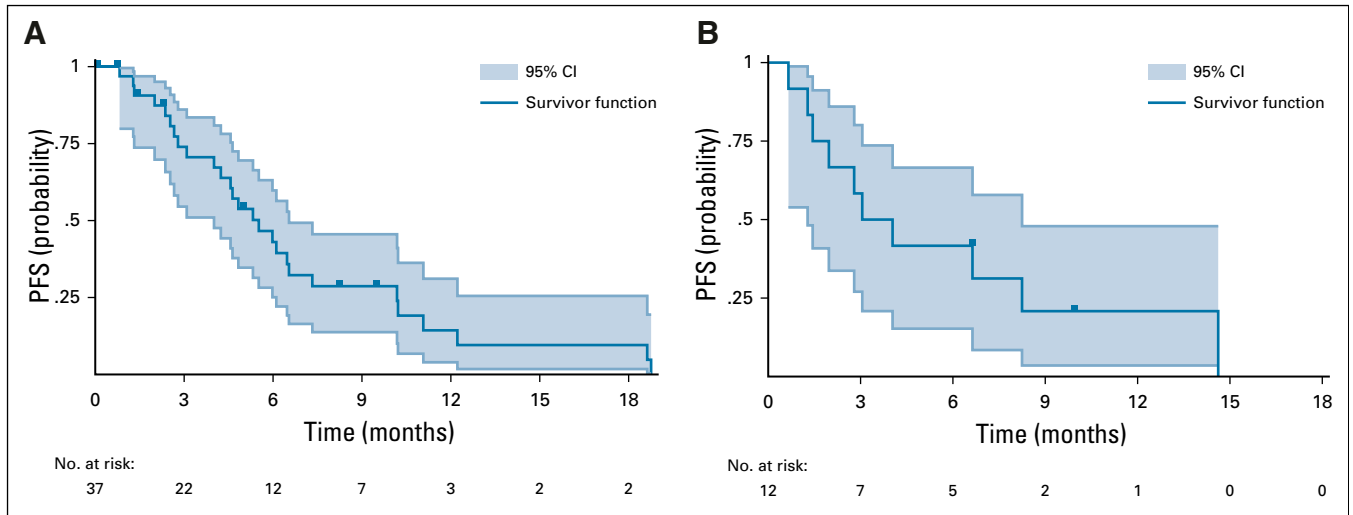 A
1
.75
.5
.25
PFS (probability)
95% CI
Survivor function
0 3 6 9 12 15 18
Time (months)
No. at risk:
37 22 12 7 3 2 2
B
1
.75
.5
.25
PFS (probability)
95% CI
Survivor function
0 3 6 9 12 15 18
Time (months)
No. at risk:
12 7 5 2 1 0 0